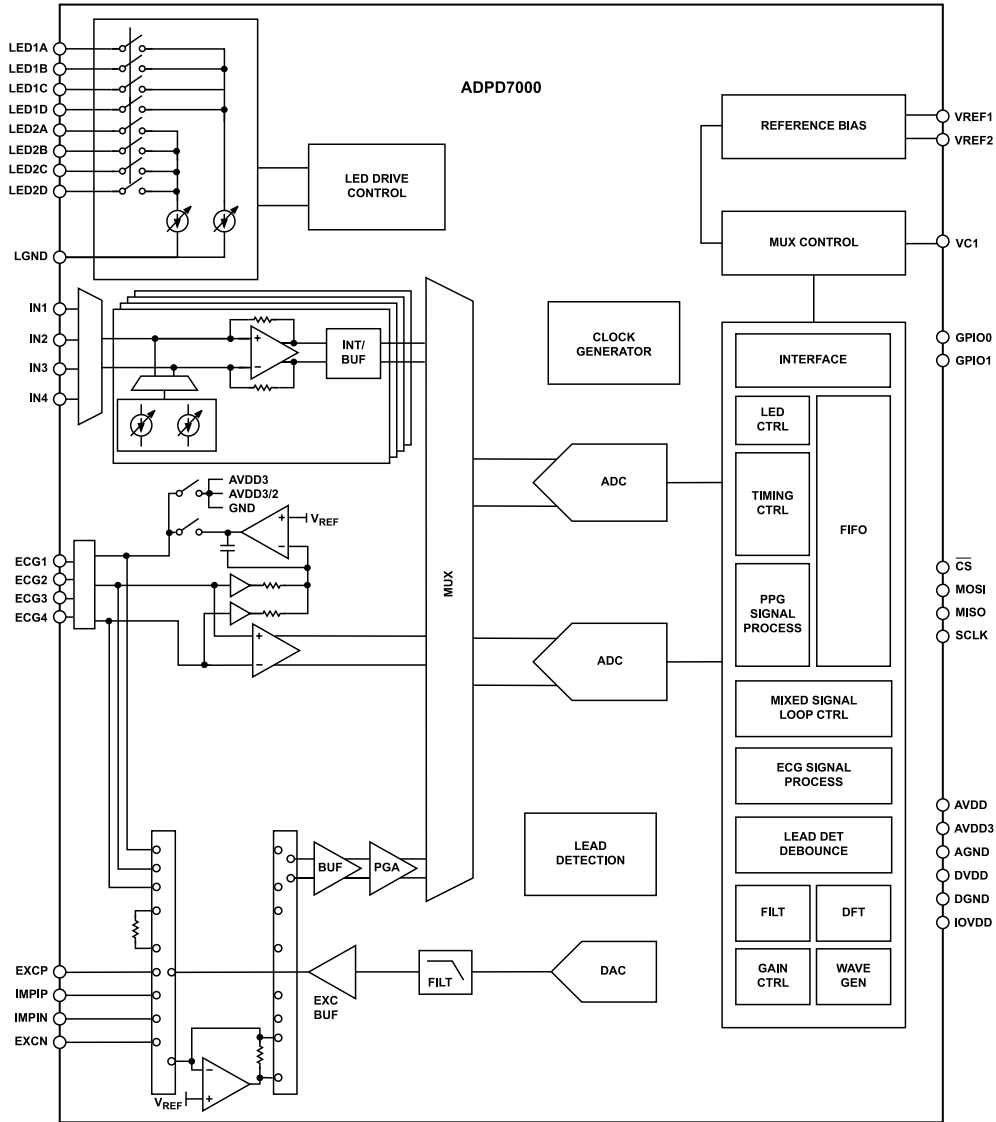 ADPD7000
LED1A
LED1B
LED1C
LED1D
LED2A
LED2B
LED2C
LED2D
LGND
LED DRIVE
CONTROL
REFERENCE BIAS
VREF1
VREF2
MUX CONTROL
VC1
IN1
IN2
IN3
IN4
+
−
INT/
BUF
CLOCK
GENERATOR
GPIO0
GPIO1
INTERFACE
LED
CTRL
TIMING
CTRL
FIFO
PPG
SIGNAL
PROCESS
MIXED SIGNAL
LOOP CTRL
ECG SIGNAL
PROCESS
LEAD DET
DEBOUNCE
FILT
DFT
GAIN
CTRL
WAVE
GEN
ADC
ADC
MUX
AVDD3
AVDD3/2
GND
+
−
VREF
ECG1
ECG2
ECG3
ECG4
+
−
CS
MOSI
MISO
SCLK
AVDD
AVDD3
AGND
DVDD
DGND
IOVDD
LEAD
DETECTION
BUF
PGA
EXCP
IMPIP
IMPIN
EXCN
EXC
BUF
FILT
DAC
−
+
VREF